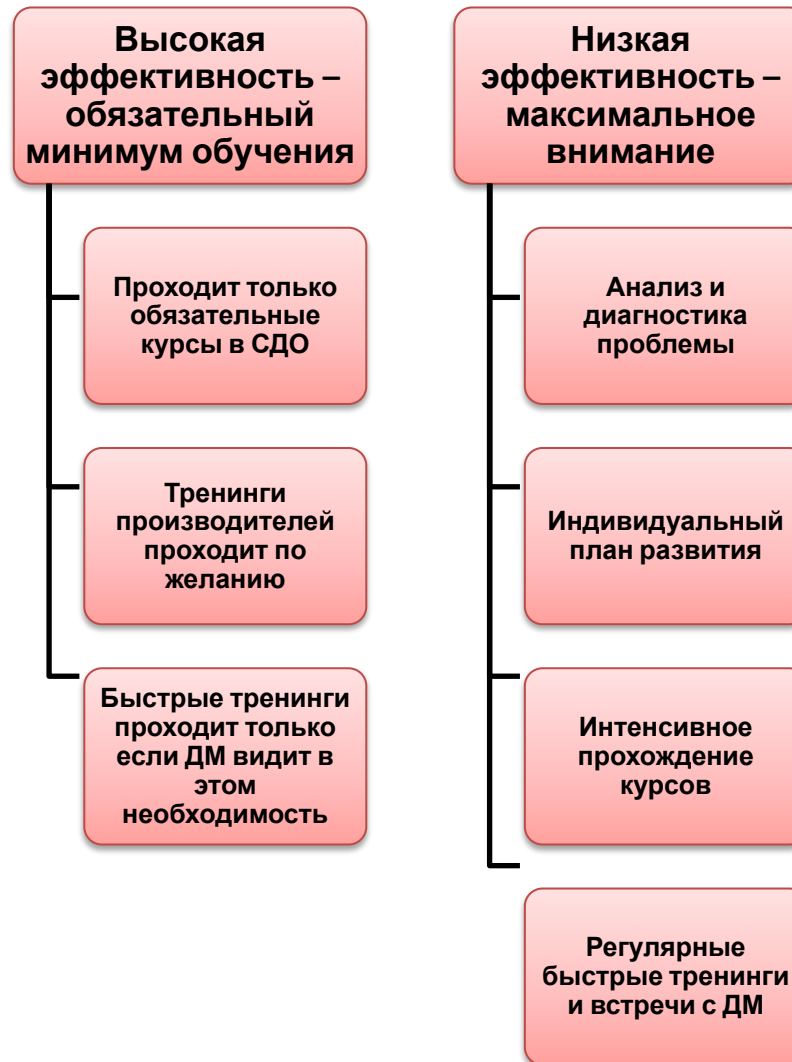 Высокая
эффективность –
обязательный
минимум обучения
Проходит только
обязательные
курсы в СДО
Тренинги
производителей
проходит по
желанию
Быстрые тренинги
проходит только
если ДМ видит в
этом
необходимость
Низкая
эффективность –
максимальное
внимание
Анализ и
диагностика
проблемы
Индивидуальный
план развития
Интенсивное
прохождение
курсов
Регулярные
быстрые тренинги
и встречи с ДМ